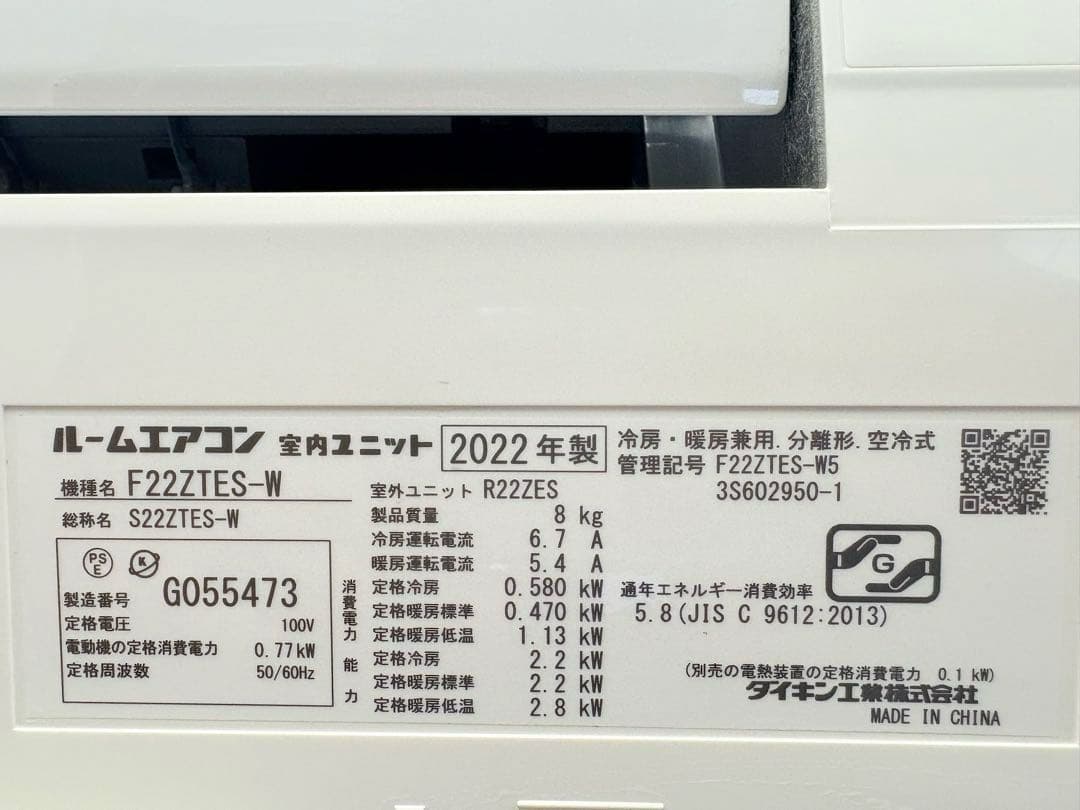 ルームエアコン 室内ユニット 2022年製
機種名 F22ZTES-W
総称名 S22ZTES-W
PS
E
K
製造番号 G055473
定格電圧 100V
電動機の定格消費電力 0.77kW
定格周波数 50/60Hz
室外ユニット R22ZES
製品質量 8 kg
冷房運転電流 6.7 A
暖房運転電流 5.4 A
消費電力
定格冷房 0.580 kW
定格暖房標準 0.470 kW
定格暖房低温 1.13 kW
能力
定格冷房 2.2 kW
定格暖房標準 2.2 kW
定格暖房低温 2.8 kW
冷房・暖房兼用.分離形.空冷式
管理記号 F22ZTES-W5
3S602950-1
G
通年エネルギー消費効率
5.8(JIS C 9612:2013)
(別売の電熱装置の定格消費電力 0.1 kW)
ダイキン工業株式会社
MADE IN CHINA